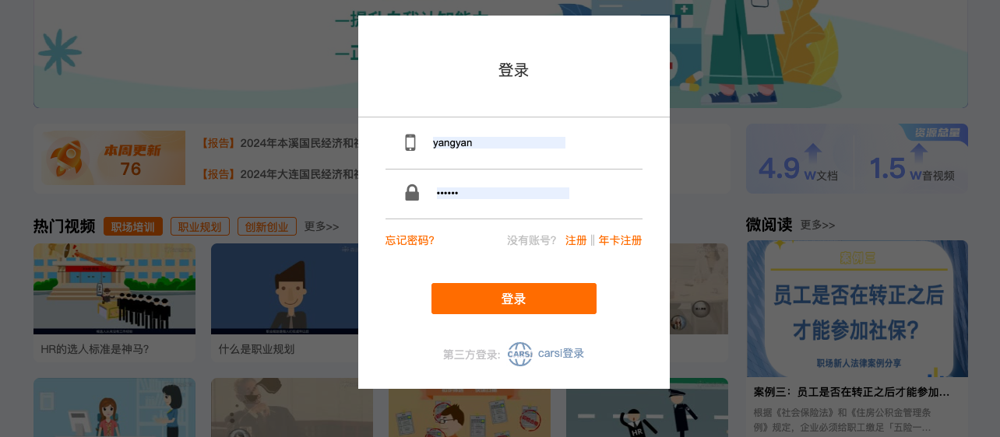 登录
yangyan
••••••
忘记密码?
没有账号? 注册 || 年卡注册
登录
第三方登录: CARSI carsi登录
本周更新
76
【报告】2024年本溪国民经济和
【报告】2024年大连国民经济和
资源总量
4.9 w文档
1.5 w音视频
热门视频 职场培训 职业规划 创新创业 更多>>
HR的选人标准是神马?
什么是职业规划
HR
微阅读 更多>>
案例三
员工是否在转正之后
才能参加社保?
职场新人法律案例分享
案例三：员工是否在转正之后才能参加...
根据《社会保险法》和《住房公积金管理条
例》规定，企业必须给职工缴足「五险一...